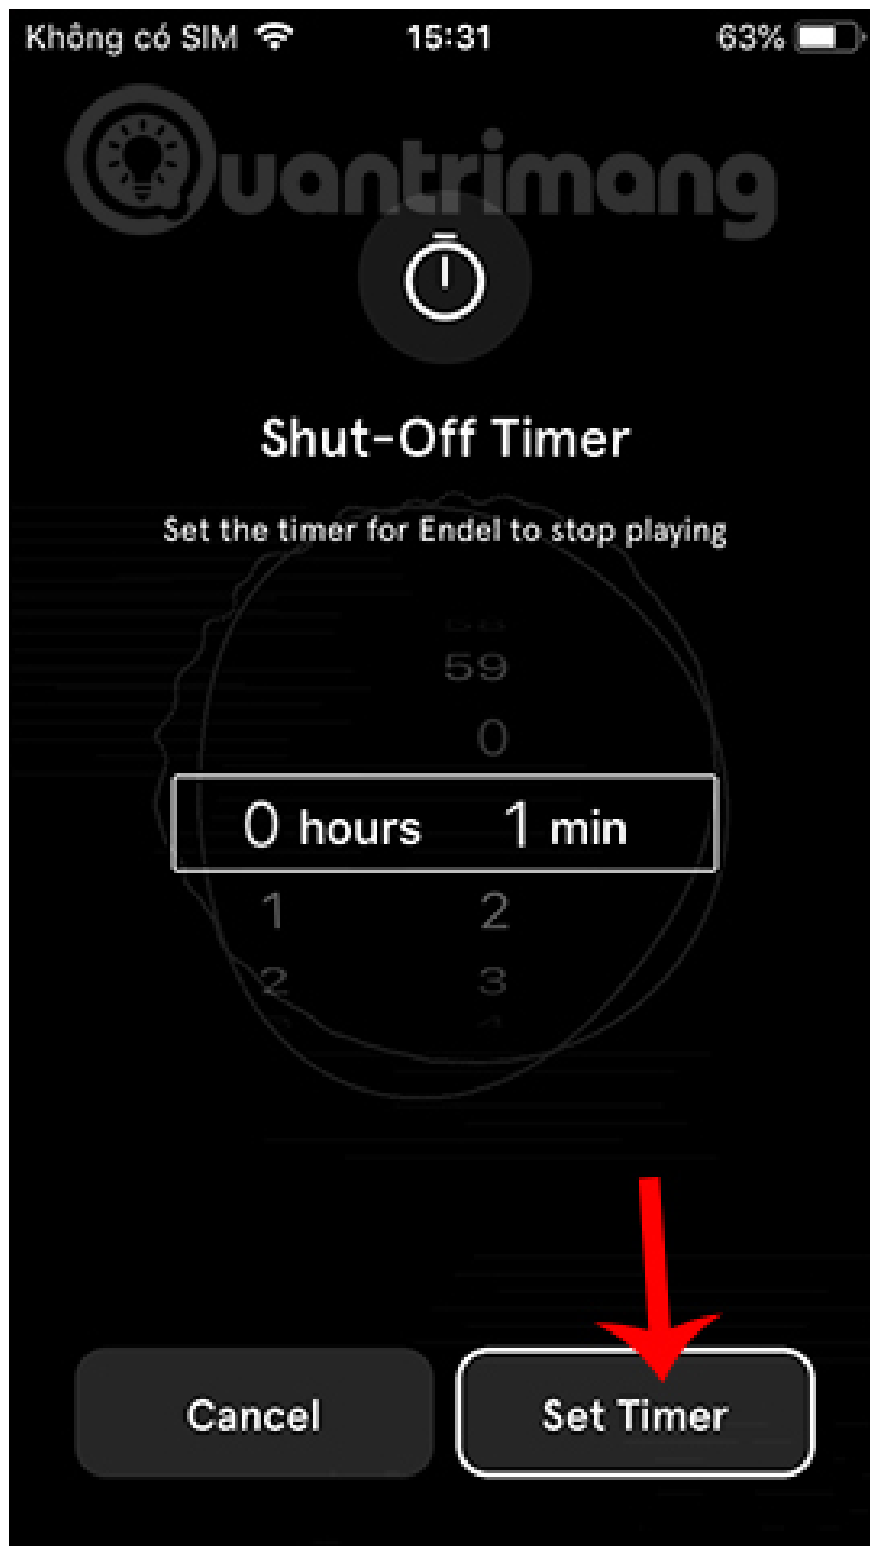 Không có SIM 15:31 63%
Quantrimang
Shut-Off Timer
Set the timer for Endel to stop playing
59
0
0 hours 1 min
1 2
2 3
Cancel Set Timer